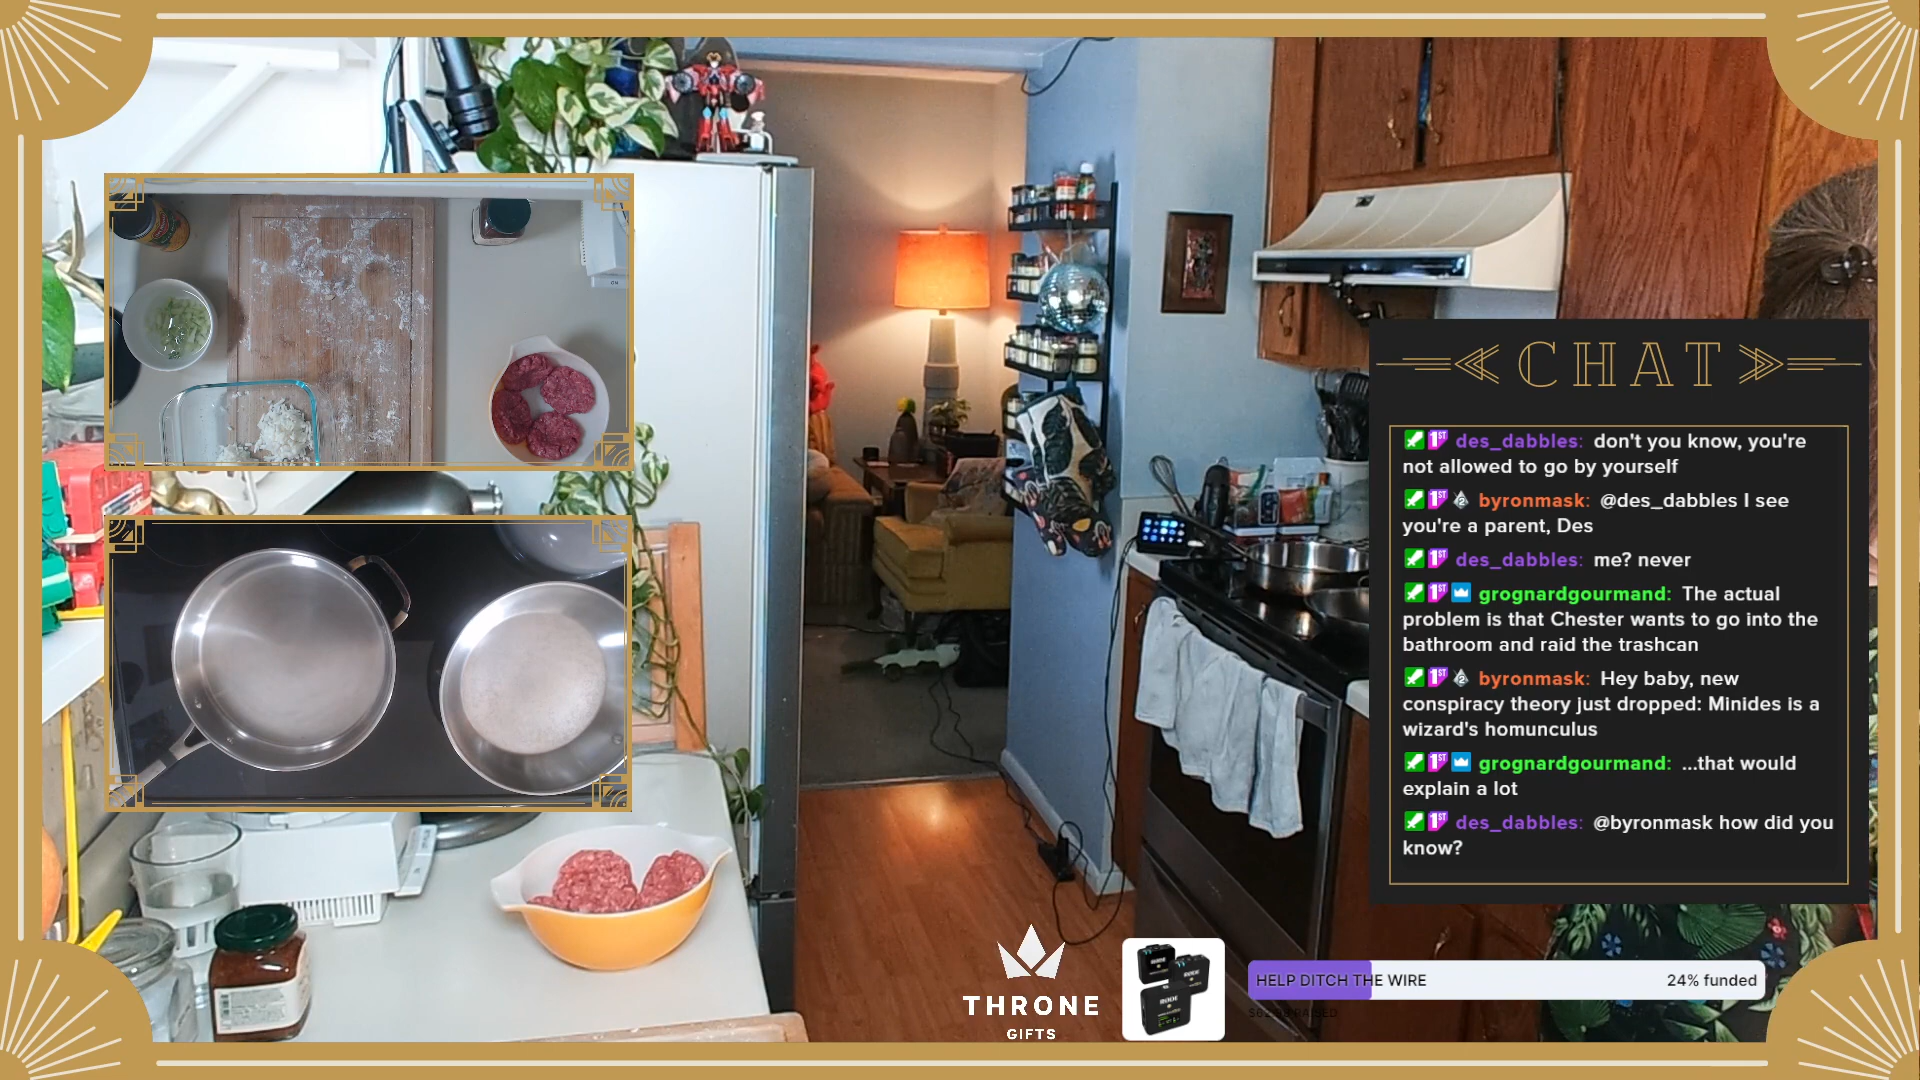 CHAT
des_dabbles: don't you know, you're
not allowed to go by yourself
byronmask: @des_dabbles I see
you're a parent, Des
des_dabbles: me? never
grognardgourmand: The actual
problem is that Chester wants to go into the
bathroom and raid the trashcan
byronmask: Hey baby, new
conspiracy theory just dropped: Minides is a
wizard's homunculus
grognardgourmand: ...that would
explain a lot
des_dabbles: @byronmask how did you
know?
THRONE
GIFTS
HELP DITCH THE WIRE
24% funded